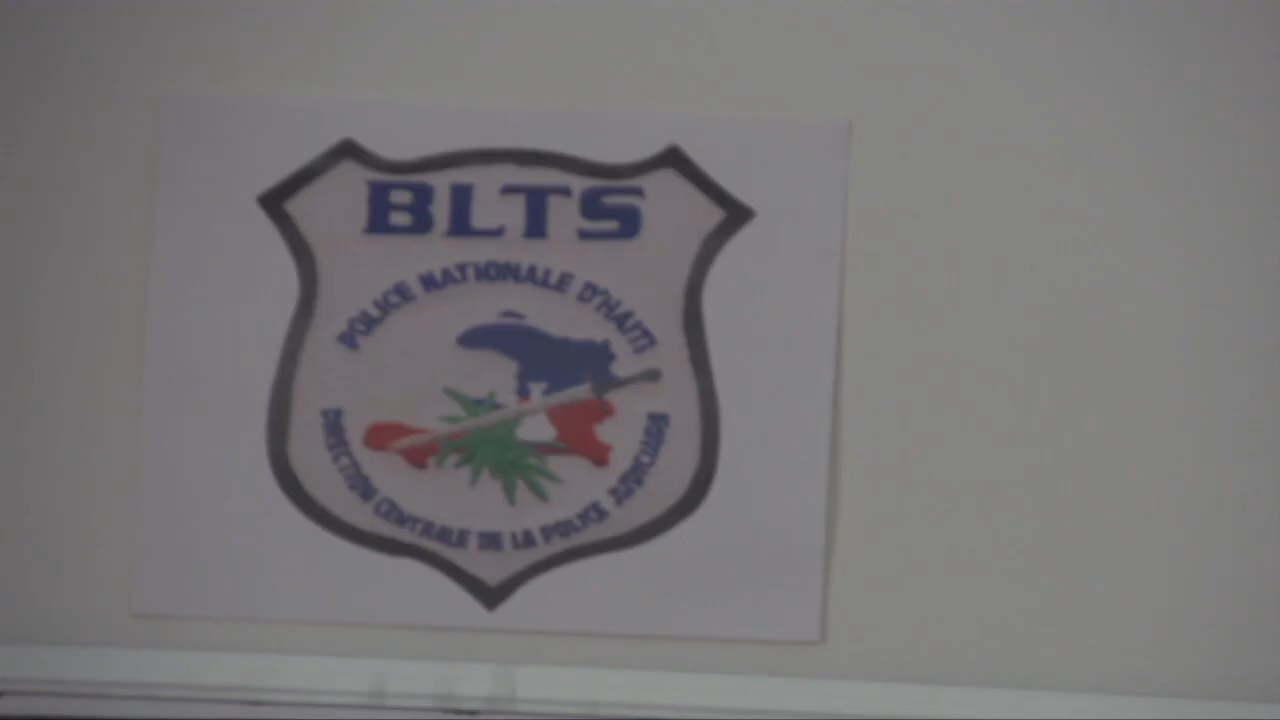 BLTS
POLICE NATIONALE D'HAITI
DIRECTION CENTRALE DE LA POLICE JUDICIAIRE